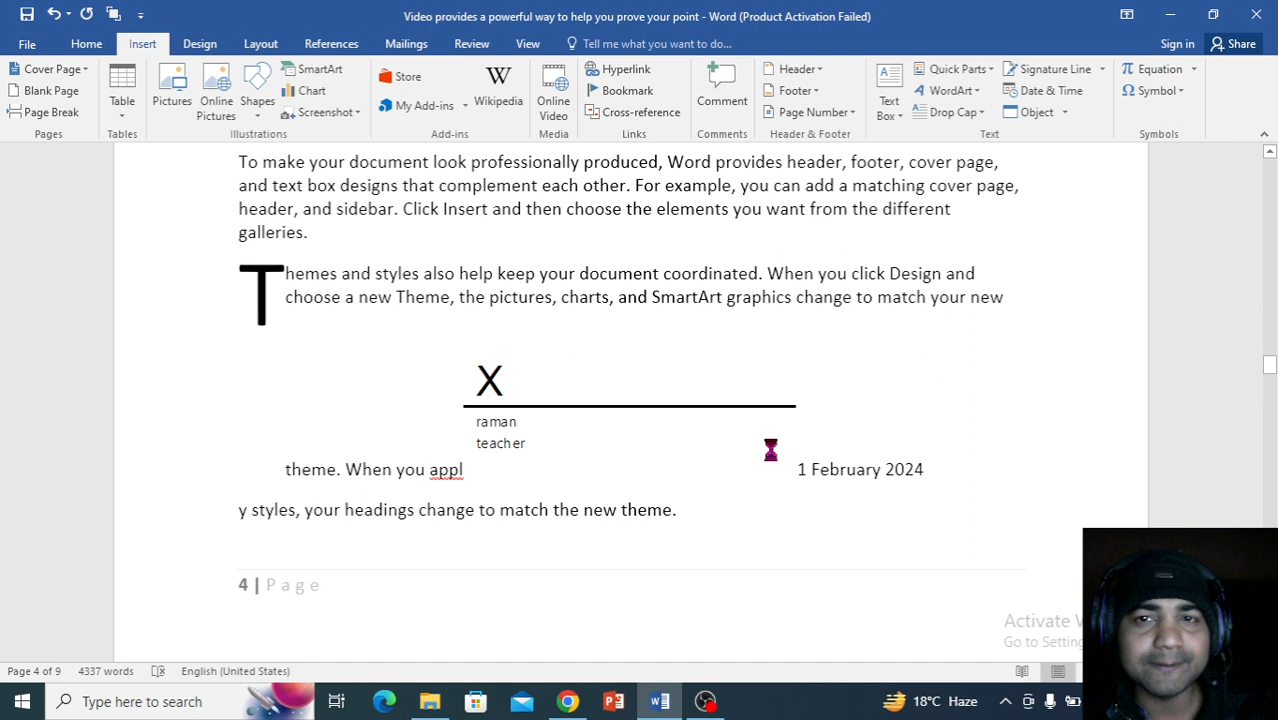 Video provides a powerful way to help you prove your point - Word (Product Activation Failed)
File Home Insert Design Layout References Mailings Review View Tell me what you want to do... Sign in Share
Cover Page
Blank Page
Page Break
Pages
Table
Tables
Pictures
Online Pictures
Shapes
SmartArt
Chart
Screenshot
Illustrations
Store
My Add-ins
Wikipedia
Add-ins
Online Video
Media
Hyperlink
Bookmark
Cross-reference
Links
Comment
Comments
Header
Footer
Page Number
Header & Footer
Text Box
Quick Parts
WordArt
Drop Cap
Signature Line
Date & Time
Object
Text
Equation
Symbol
Symbols
To make your document look professionally produced, Word provides header, footer, cover page,
and text box designs that complement each other. For example, you can add a matching cover page,
header, and sidebar. Click Insert and then choose the elements you want from the different
galleries.
Themes and styles also help keep your document coordinated. When you click Design and
choose a new Theme, the pictures, charts, and SmartArt graphics change to match your new
X
raman
teacher
theme. When you appl 1 February 2024
y styles, your headings change to match the new theme.
4 | Page
Activate
Go to
Page 4 of 9 4337 words English (United States)
Type here to search 18°C Haze